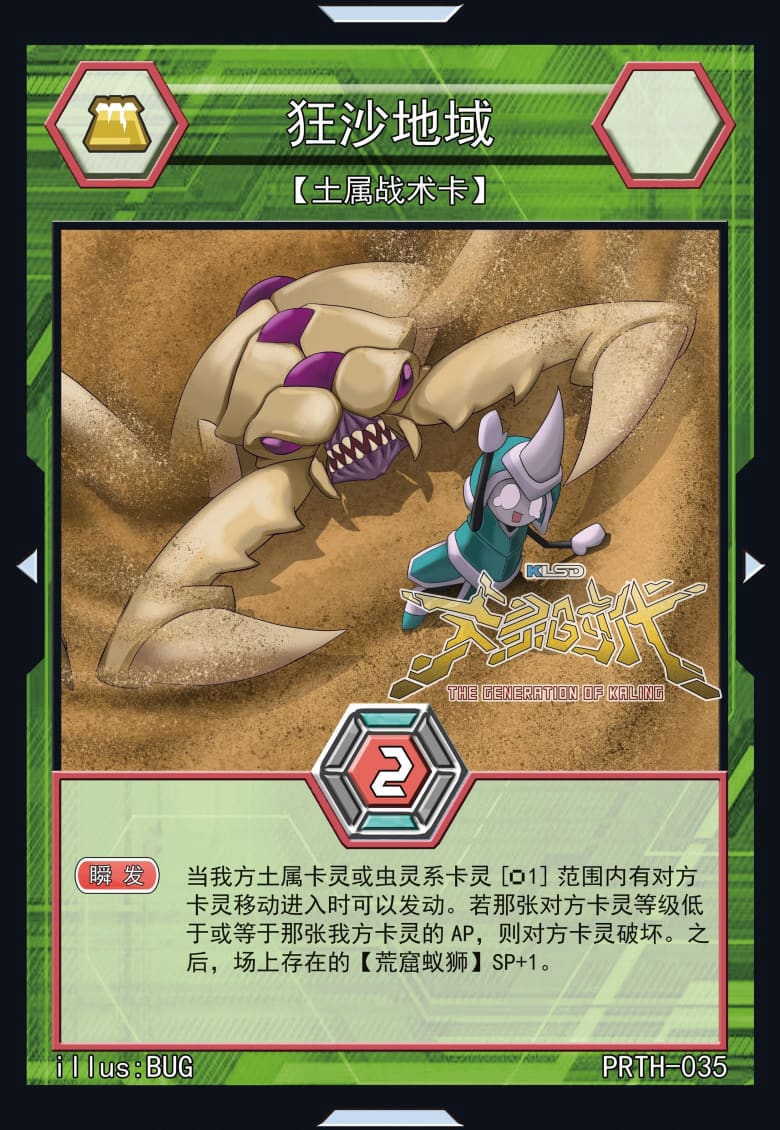 狂沙地域
【土属战术卡】
KLSD
卡灵时代
THE GENERATION OF KALING
2
瞬发
当我方土属卡灵或虫灵系卡灵[O1]范围内有对方
卡灵移动进入时可以发动。若那张对方卡灵等级低
于或等于那张我方卡灵的 AP，则对方卡灵破坏。之
后，场上存在的【荒窟蚁狮】SP+1。
illus:BUG
PRTH-035